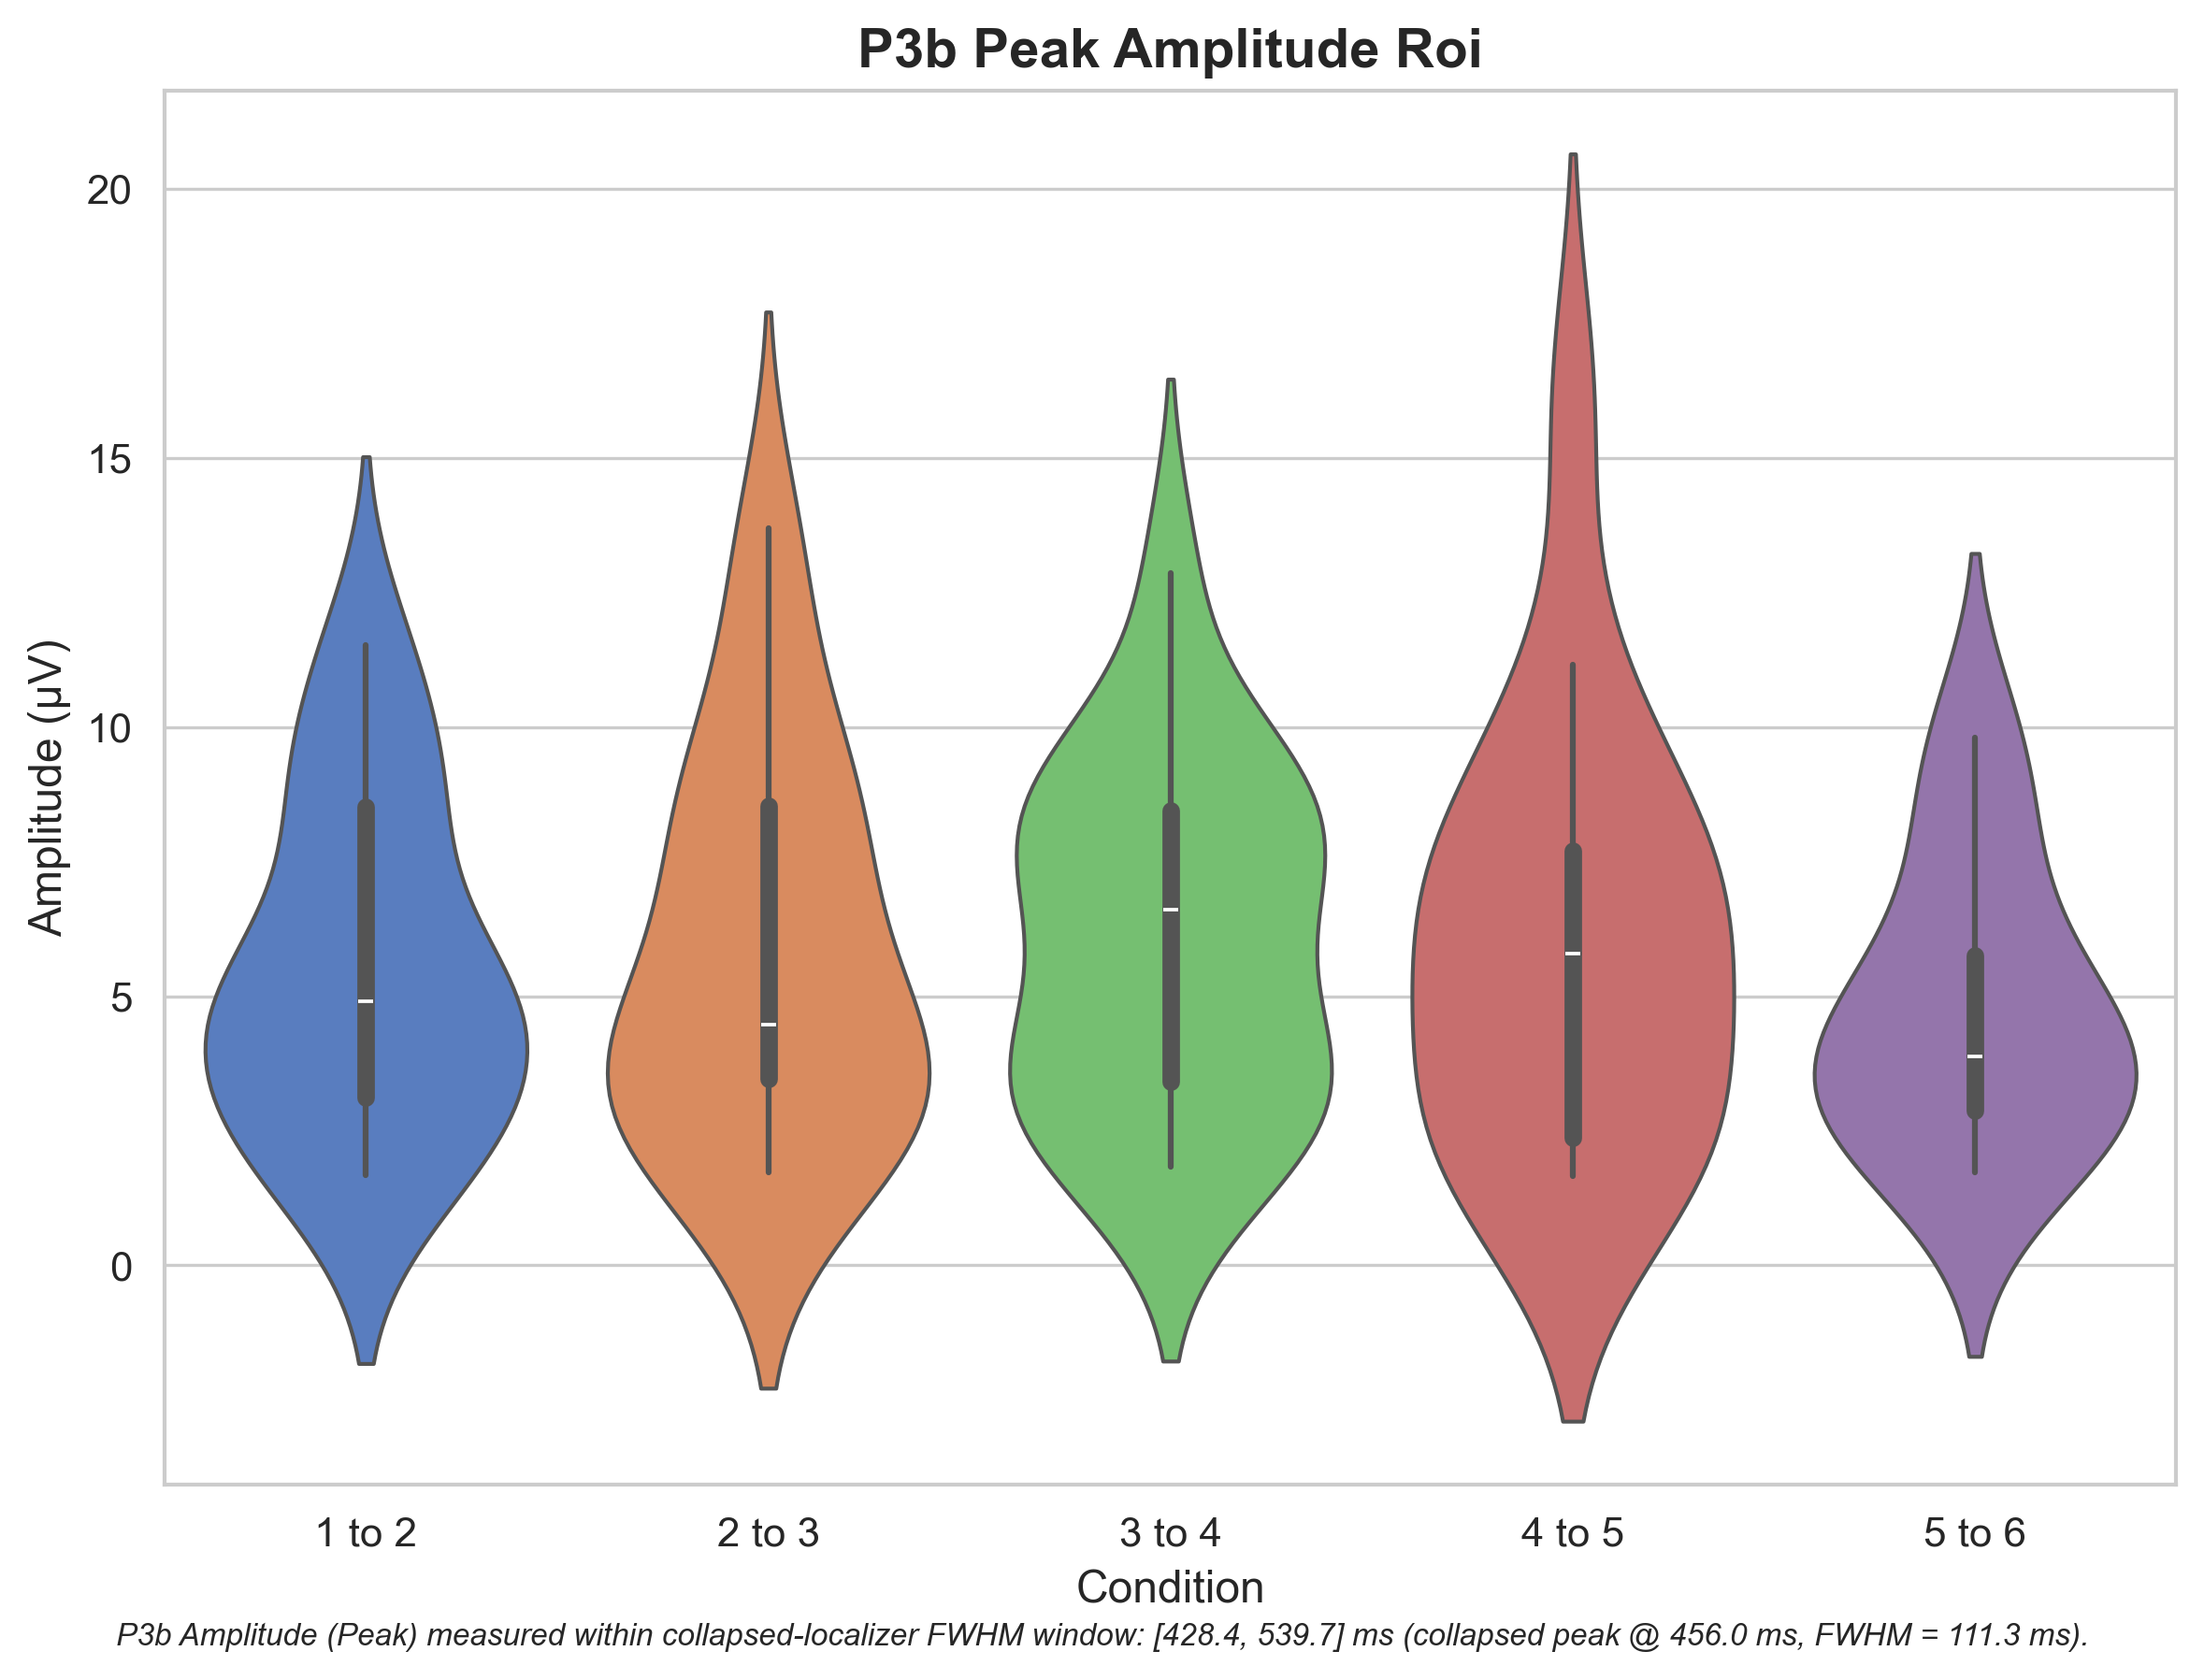 P3b Peak Amplitude Roi
20
15
10
5
0
Amplitude (µV)
1 to 2
2 to 3
3 to 4
4 to 5
5 to 6
Condition
P3b Amplitude (Peak) measured within collapsed-localizer FWHM window: [428.4, 539.7] ms (collapsed peak @ 456.0 ms, FWHM = 111.3 ms).